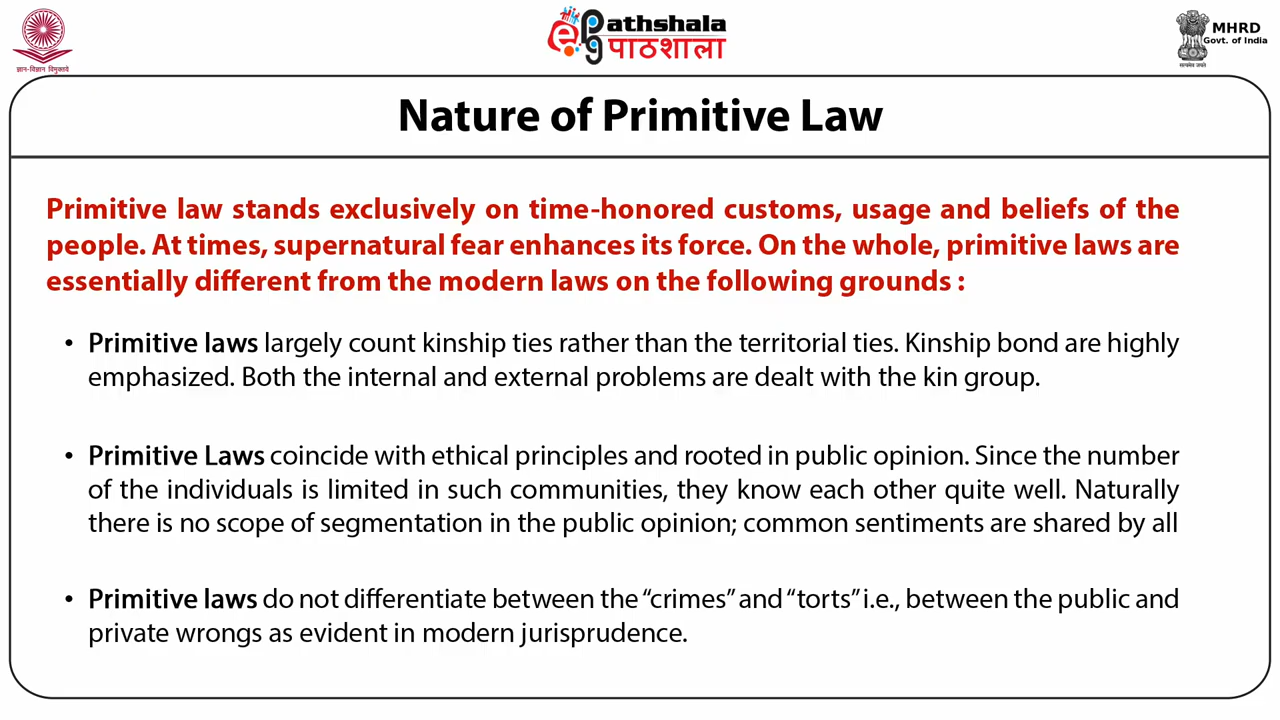 ePathshala
पाठशाला
MHRD
Govt. of India
ज्ञान-विज्ञान विमुक्तये
सत्यमेव जयते
Nature of Primitive Law
Primitive law stands exclusively on time-honored customs, usage and beliefs of the
people. At times, supernatural fear enhances its force. On the whole, primitive laws are
essentially different from the modern laws on the following grounds :
• Primitive laws largely count kinship ties rather than the territorial ties. Kinship bond are highly
emphasized. Both the internal and external problems are dealt with the kin group.
• Primitive Laws coincide with ethical principles and rooted in public opinion. Since the number
of the individuals is limited in such communities, they know each other quite well. Naturally
there is no scope of segmentation in the public opinion; common sentiments are shared by all
• Primitive laws do not differentiate between the “crimes” and “torts” i.e., between the public and
private wrongs as evident in modern jurisprudence.